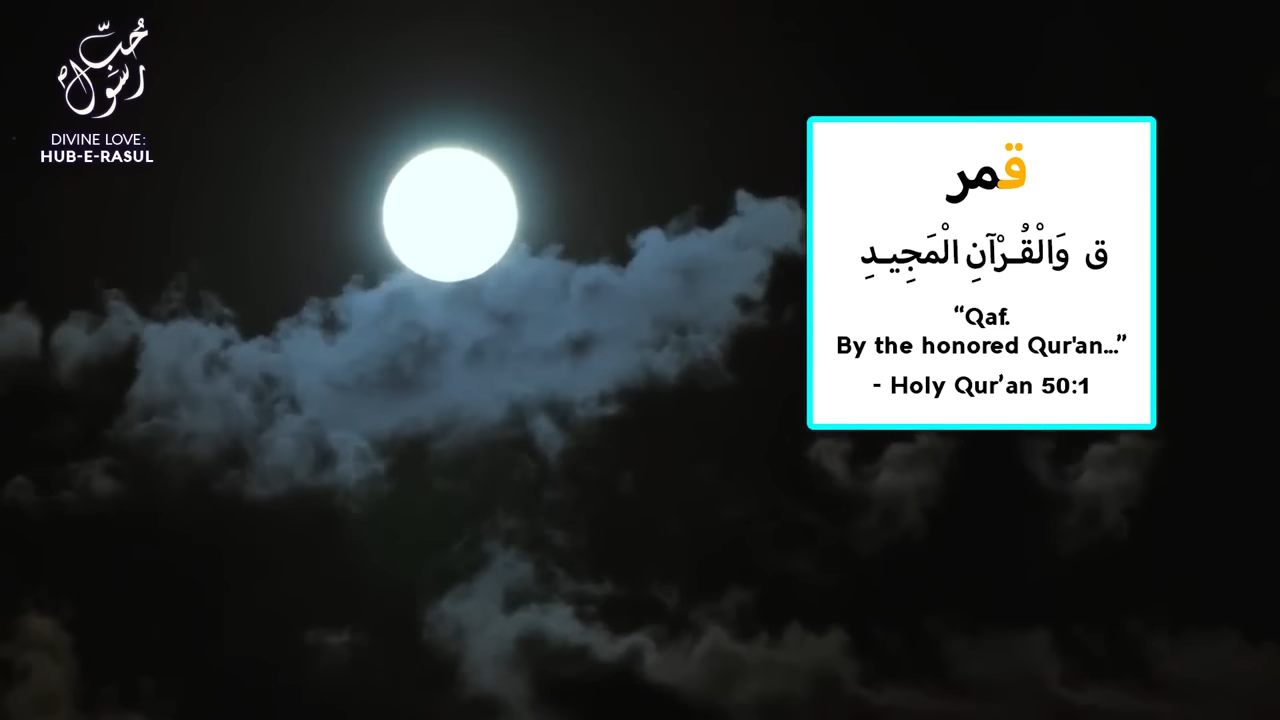 حُبّ
رَسُول
DIVINE LOVE:
HUB-E-RASUL
قمر
ق وَالْقُـرْآنِ الْمَجِيـدِ
“Qaf.
By the honored Qur'an...”
- Holy Qur’an 50:1